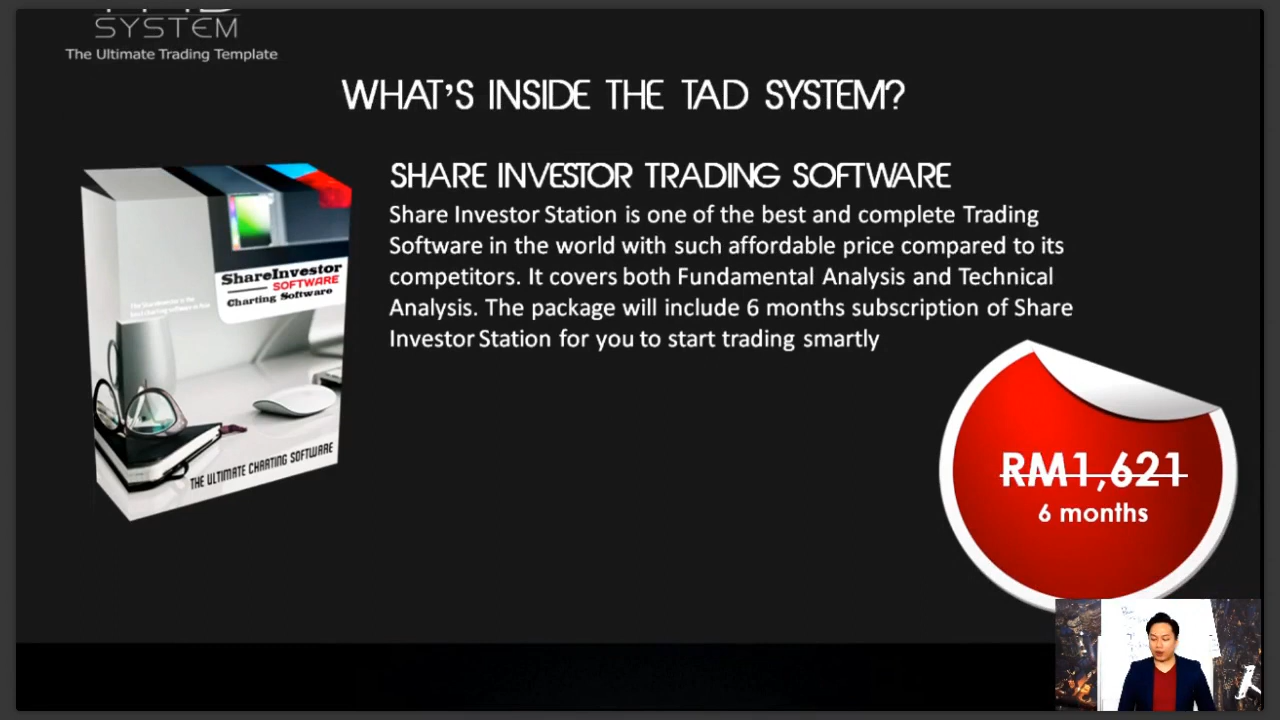 SYSTEM
The Ultimate Trading Template
WHAT'S INSIDE THE TAD SYSTEM?
SHARE INVESTOR TRADING SOFTWARE
Share Investor Station is one of the best and complete Trading
Software in the world with such affordable price compared to its
competitors. It covers both Fundamental Analysis and Technical
Analysis. The package will include 6 months subscription of Share
Investor Station for you to start trading smartly
ShareInvestor
SOFTWARE
Charting Software
THE ULTIMATE CHARTING SOFTWARE
RM1,621
6 months